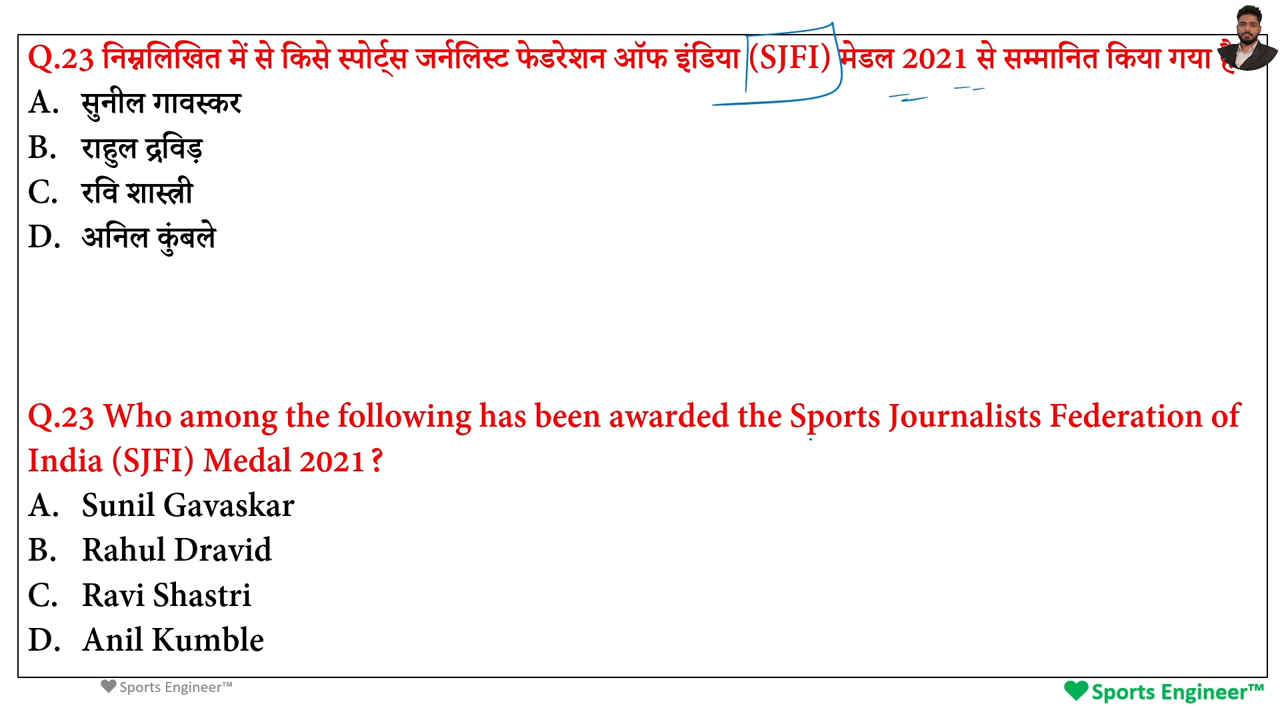 Q.23 निम्नलिखित में से किसे स्पोर्ट्स जर्नलिस्ट फेडरेशन ऑफ इंडिया (SJFI) मेडल 2021 से सम्मानित किया गया है
A. सुनील गावस्कर
B. राहुल द्रविड़
C. रवि शास्त्री
D. अनिल कुंबले
Q.23 Who among the following has been awarded the Sports Journalists Federation of
India (SJFI) Medal 2021?
A. Sunil Gavaskar
B. Rahul Dravid
C. Ravi Shastri
D. Anil Kumble
Sports Engineer™
Sports Engineer™